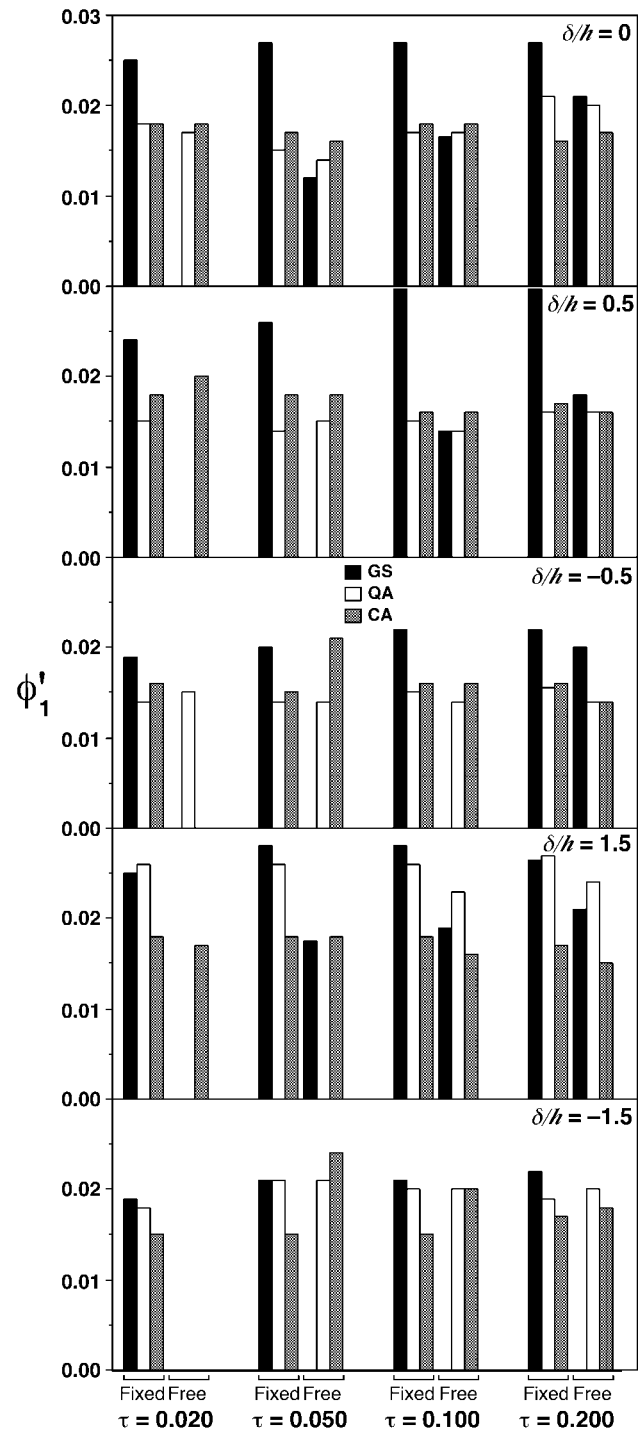 0.03
δ/h = 0
0.02
0.01
0.00
δ/h = 0.5
0.02
0.01
0.00
δ/h = −0.5
GS
QA
CA
0.02
ϕ'1
0.01
0.00
δ/h = 1.5
0.02
0.01
0.00
δ/h = −1.5
0.02
0.01
0.00
Fixed Free Fixed Free Fixed Free Fixed Free
τ = 0.020 τ = 0.050 τ = 0.100 τ = 0.200